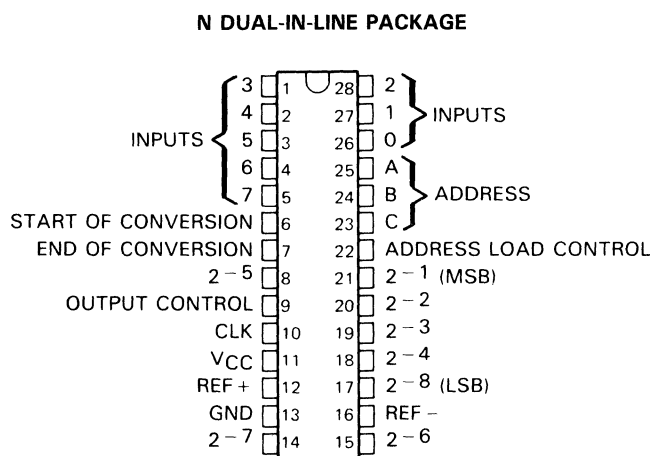 N DUAL-IN-LINE PACKAGE
3 1 28 2
4 2 27 1
INPUTS 5 3 26 0 INPUTS
6 4 25 A
7 5 24 B ADDRESS
START OF CONVERSION 6 23 C
END OF CONVERSION 7 22 ADDRESS LOAD CONTROL
2−5 8 21 2−1 (MSB)
OUTPUT CONTROL 9 20 2−2
CLK 10 19 2−3
VCC 11 18 2−4
REF+ 12 17 2−8 (LSB)
GND 13 16 REF−
2−7 14 15 2−6